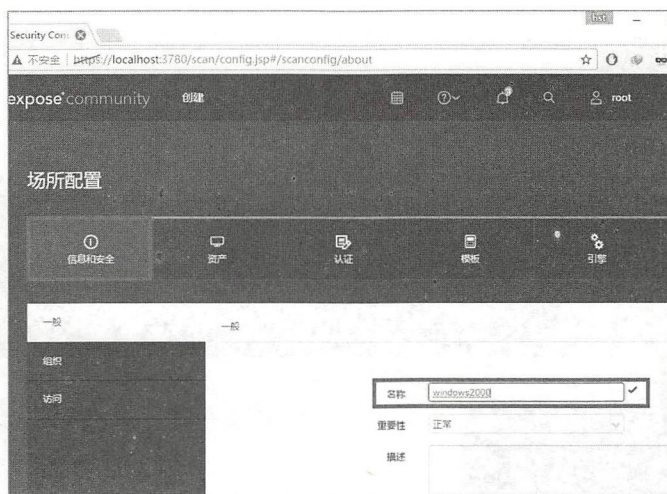 hst
Security Con
不安全 | https://localhost:3780/scan/config.jsp#/scanconfig/about
expose community 创建 root
场所配置
信息和安全 资产 认证 模板 引擎
一般 一般
组织
访问
名称 windows2000
重要性 正常
描述